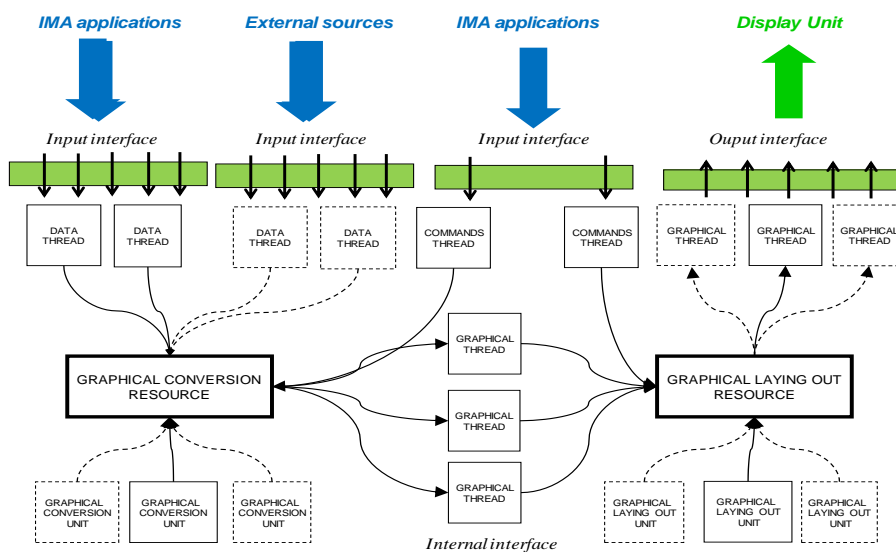 IMA applications
External sources
IMA applications
Display Unit
Input interface
Input interface
Input interface
Ouput interface
DATA
THREAD
DATA
THREAD
DATA
THREAD
DATA
THREAD
COMMANDS
THREAD
COMMANDS
THREAD
GRAPHICAL
THREAD
GRAPHICAL
THREAD
GRAPHICAL
THREAD
GRAPHICAL
THREAD
GRAPHICAL CONVERSION
RESOURCE
GRAPHICAL LAYING OUT
RESOURCE
GRAPHICAL
THREAD
GRAPHICAL
THREAD
GRAPHICAL
CONVERSION
UNIT
GRAPHICAL
CONVERSION
UNIT
GRAPHICAL
CONVERSION
UNIT
GRAPHICAL
LAYING OUT
UNIT
GRAPHICAL
LAYING OUT
UNIT
GRAPHICAL
LAYING OUT
UNIT
Internal interface